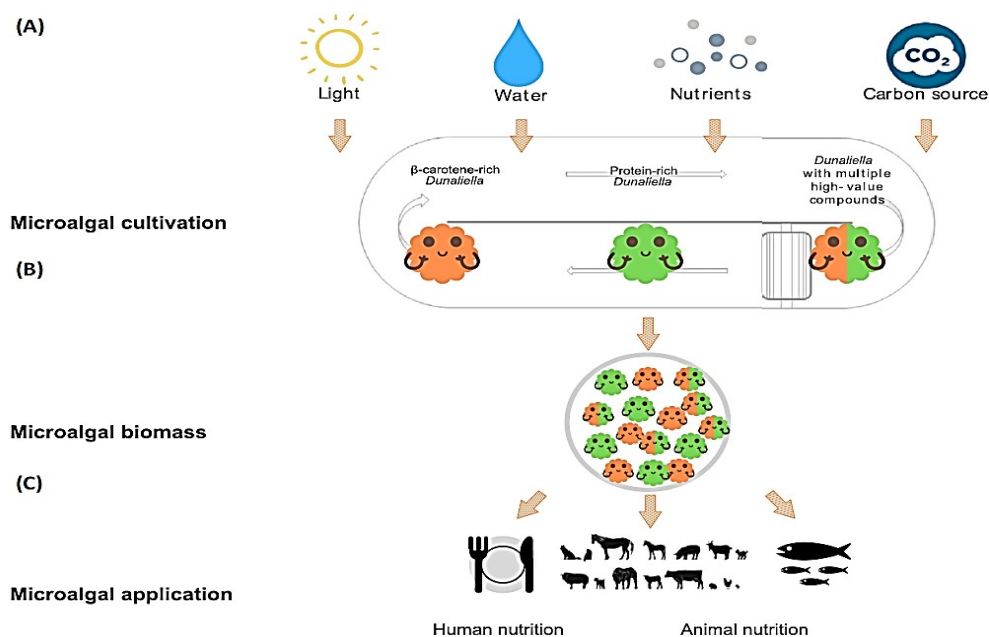 (A)
CO₂
Light
Water
Nutrients
Carbon source
β-carotene-rich
Dunaliella
Protein-rich
Dunaliella
Dunaliella
with multiple
high- value
compounds
Microalgal cultivation
(B)
Microalgal biomass
(C)
Microalgal application
Human nutrition
Animal nutrition